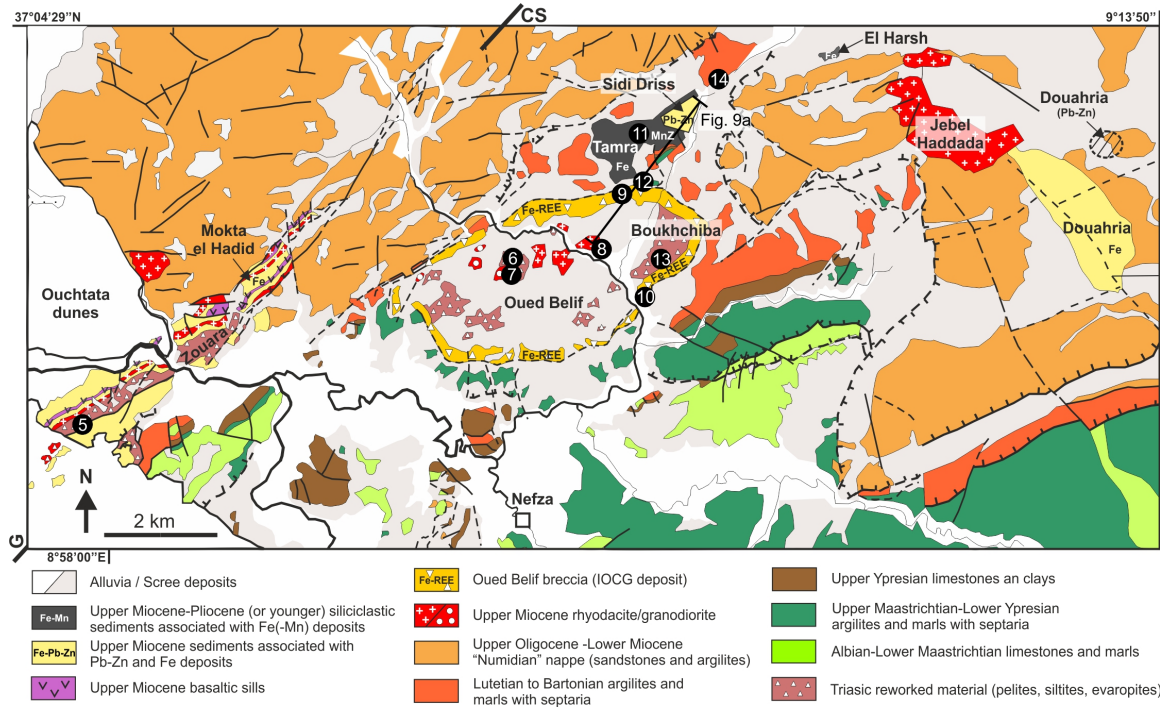 37°04'29"N
CS
9°13'50"
El Harsh
Fe
14
Sidi Driss
Pb-Zn
Fig. 9a
Douahria
(Pb-Zn)
11
MnZ
Tamra
Fe
Jebel
Haddada
12
9
Fe-REE
Mokta
el Hadid
Fe
Boukhchiba
8
6
7
13
Fe-REE
Douahria
Fe
Ouchtata
dunes
Oued Belif
10
Zouara
Fe-REE
5
N
2 km
Nefza
G
8°58'00"E
Alluvia / Scree deposits
Fe-Mn
Upper Miocene-Pliocene (or younger) siliciclastic
sediments associated with Fe(-Mn) deposits
Fe-Pb-Zn
Upper Miocene sediments associated with
Pb-Zn and Fe deposits
Upper Miocene basaltic sills
Fe-REE
Oued Belif breccia (IOCG deposit)
Upper Miocene rhyodacite/granodiorite
Upper Oligocene -Lower Miocene
“Numidian” nappe (sandstones and argilites)
Lutetian to Bartonian argilites and
marls with septaria
Upper Ypresian limestones an clays
Upper Maastrichtian-Lower Ypresian
argilites and marls with septaria
Albian-Lower Maastrichtian limestones and marls
Triasic reworked material (pelites, siltites, evaropites)